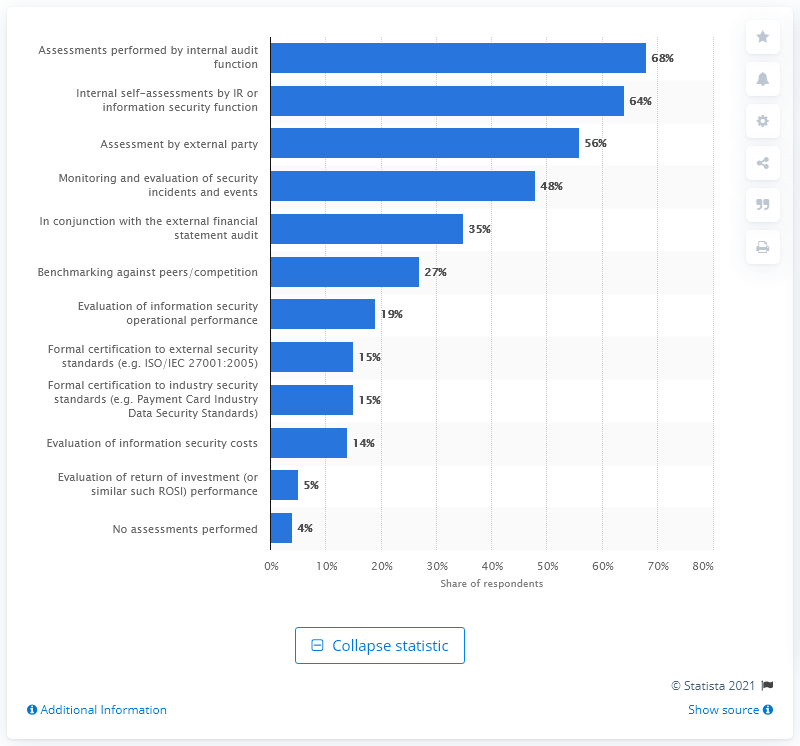 Assessments performed by internal audit
function
68%
Internal self-assessments by IR or
information security function
64%
Assessment by external party
56%
Monitoring and evaluation of security
incidents and events
48%
In conjunction with the external financial
statement audit
35%
Benchmarking against peers/competition
27%
Evaluation of information security
operational performance
19%
Formal certification to external security
standards (e.g. ISO/IEC 27001:2005)
15%
Formal certification to industry security
standards (e.g. Payment Card Industry
Data Security Standards)
15%
Evaluation of information security costs
14%
Evaluation of return of investment (or
similar such ROSI) performance
5%
No assessments performed
4%
0% 10% 20% 30% 40% 50% 60% 70% 80%
Share of respondents
Collapse statistic
© Statista 2021
Additional Information
Show source